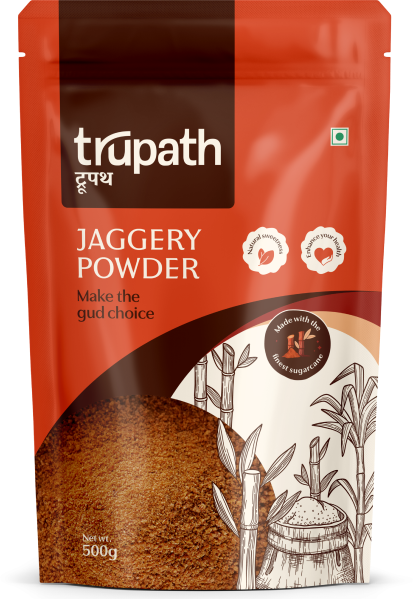 trupath
ट्रूपथ
JAGGERY
POWDER
Make the
gud choice
Natural sweetness
Enhance your health
Made with the
finest sugarcane
Net wt.
500g